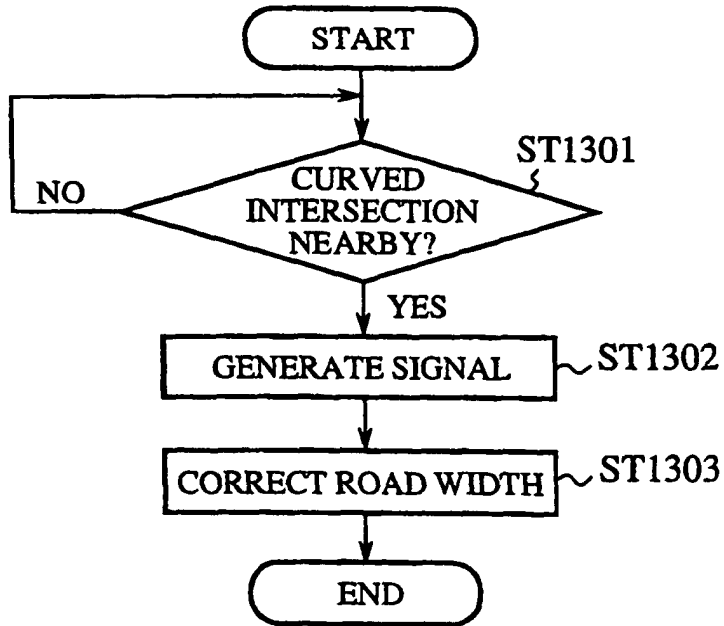 START
ST1301
CURVED
INTERSECTION
NEARBY?
NO
YES
GENERATE SIGNAL
ST1302
CORRECT ROAD WIDTH
ST1303
END